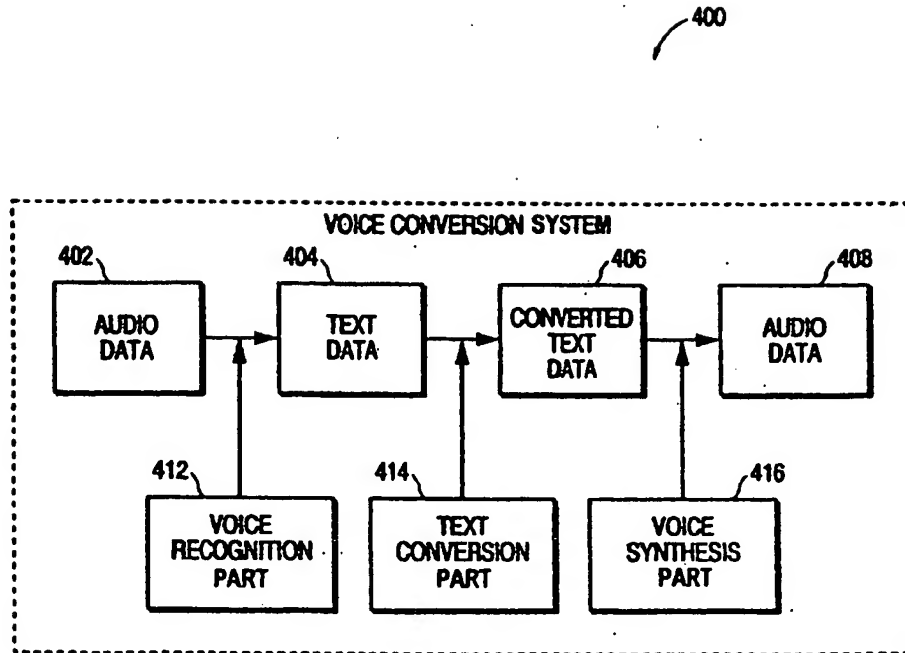 400
VOICE CONVERSION SYSTEM
402
404
406
408
AUDIO
DATA
TEXT
DATA
CONVERTED
TEXT
DATA
AUDIO
DATA
412
414
416
VOICE
RECOGNITION
PART
TEXT
CONVERSION
PART
VOICE
SYNTHESIS
PART